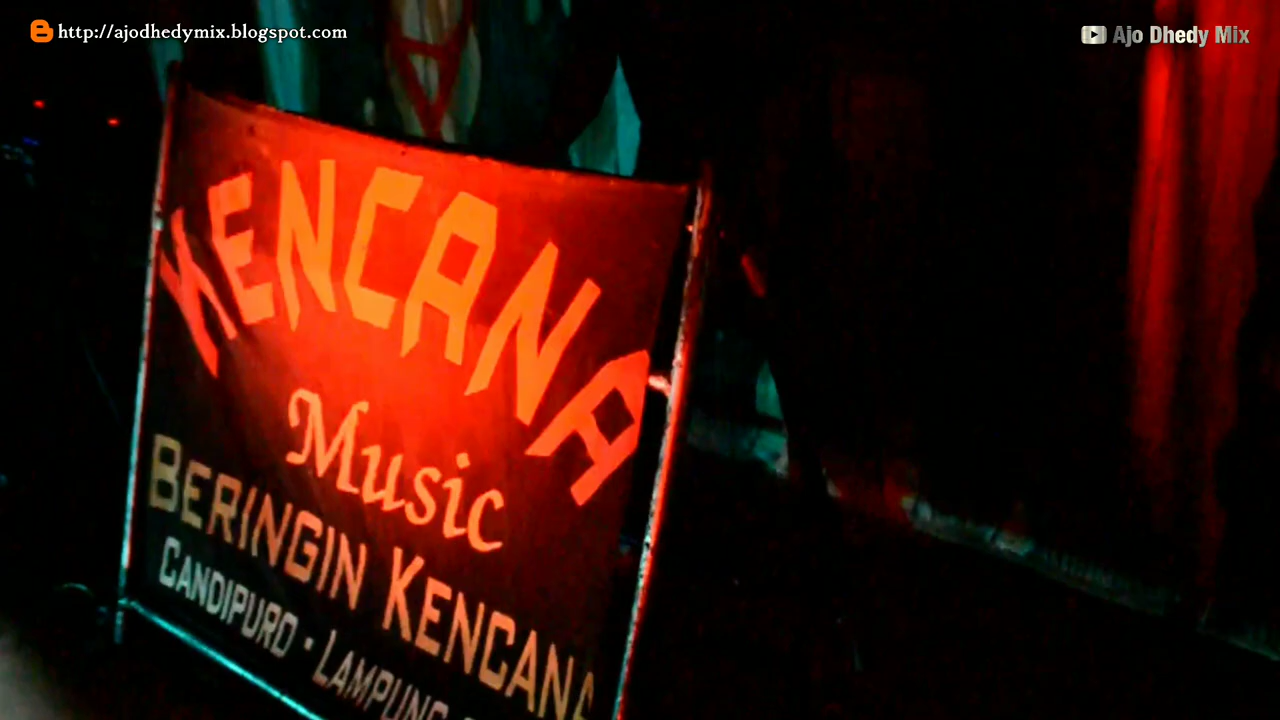 http://ajodhedymix.blogspot.com
Ajo Dhedy Mix
KENCANA
Music
BERINGIN KENCANA
CANDIPURO · LAMPUNG